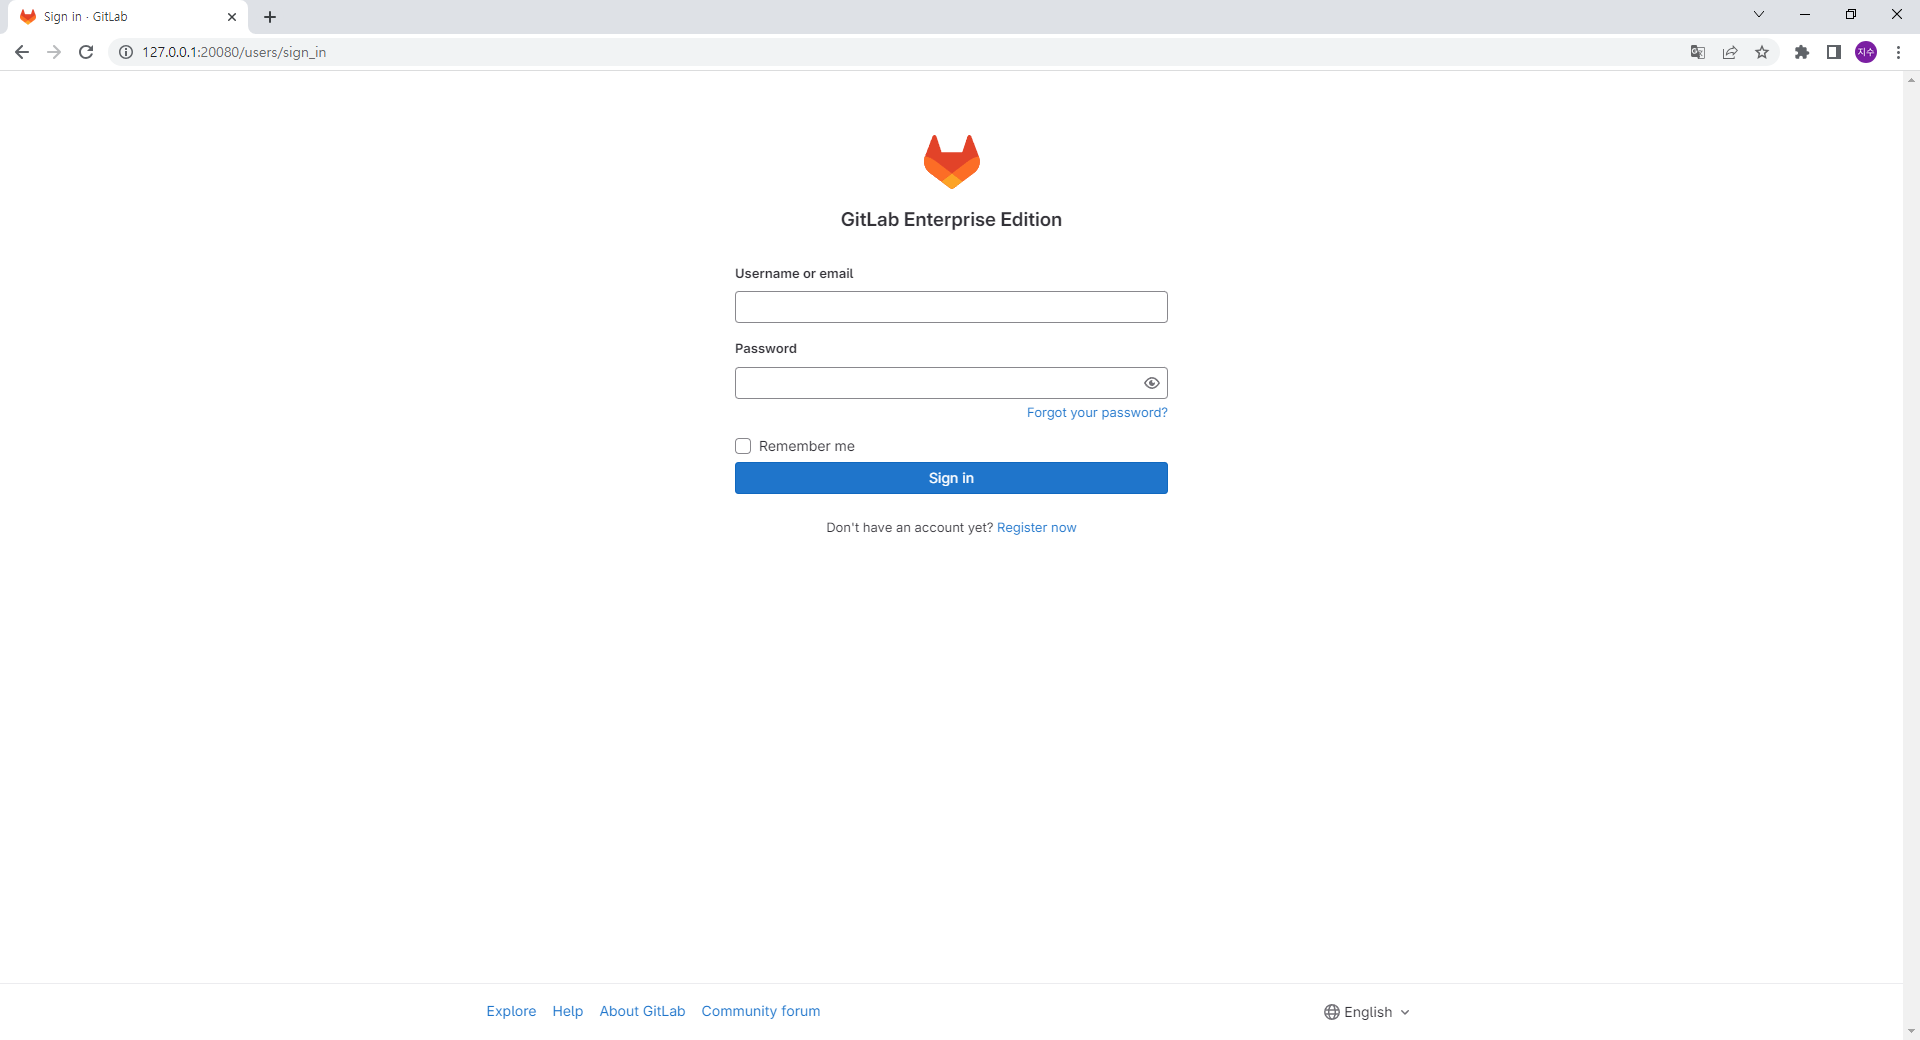 Sign in · GitLab
127.0.0.1:20080/users/sign_in
지수
GitLab Enterprise Edition
Username or email
Password
Forgot your password?
Remember me
Sign in
Don't have an account yet? Register now
Explore Help About GitLab Community forum
English